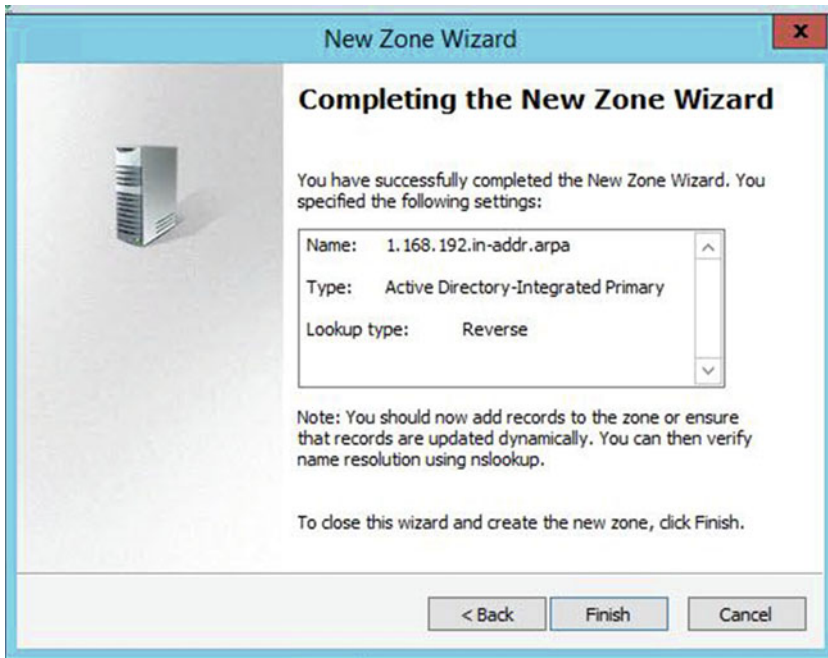 New Zone Wizard
x
Completing the New Zone Wizard
You have successfully completed the New Zone Wizard. You
specified the following settings:
Name: 1.168.192.in-addr.arpa
Type: Active Directory-Integrated Primary
Lookup type: Reverse
Note: You should now add records to the zone or ensure
that records are updated dynamically. You can then verify
name resolution using nslookup.
To close this wizard and create the new zone, click Finish.
< Back Finish Cancel